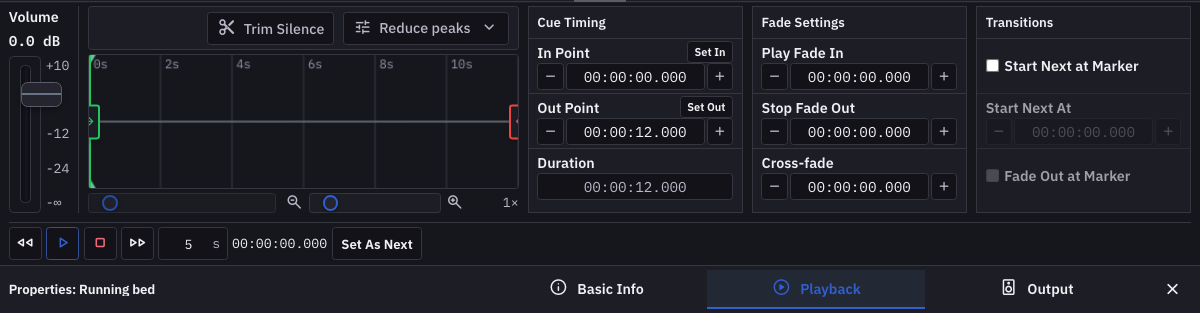 Volume
0.0 dB
+10
-12
-24
-∞
Trim Silence
Reduce peaks
0s 2s 4s 6s 8s 10s
1×
Cue Timing
In Point Set In
− 00:00:00.000 +
Out Point Set Out
− 00:00:12.000 +
Duration
00:00:12.000
Fade Settings
Play Fade In
− 00:00:00.000 +
Stop Fade Out
− 00:00:00.000 +
Cross-fade
− 00:00:00.000 +
Transitions
Start Next at Marker
Start Next At
− 00:00:00.000 +
Fade Out at Marker
5 s 00:00:00.000 Set As Next
Properties: Running bed
Basic Info
Playback
Output